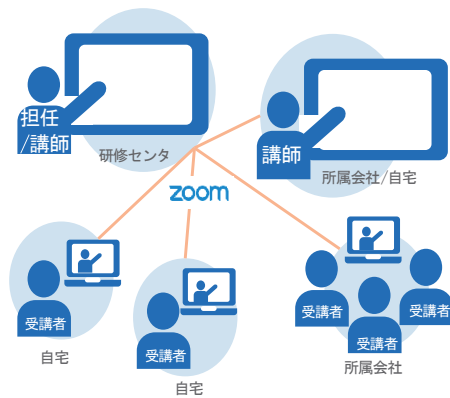 担任
/講師
研修センタ
講師
所属会社/自宅
zoom
受講者
自宅
受講者
自宅
受講者
受講者
受講者
所属会社